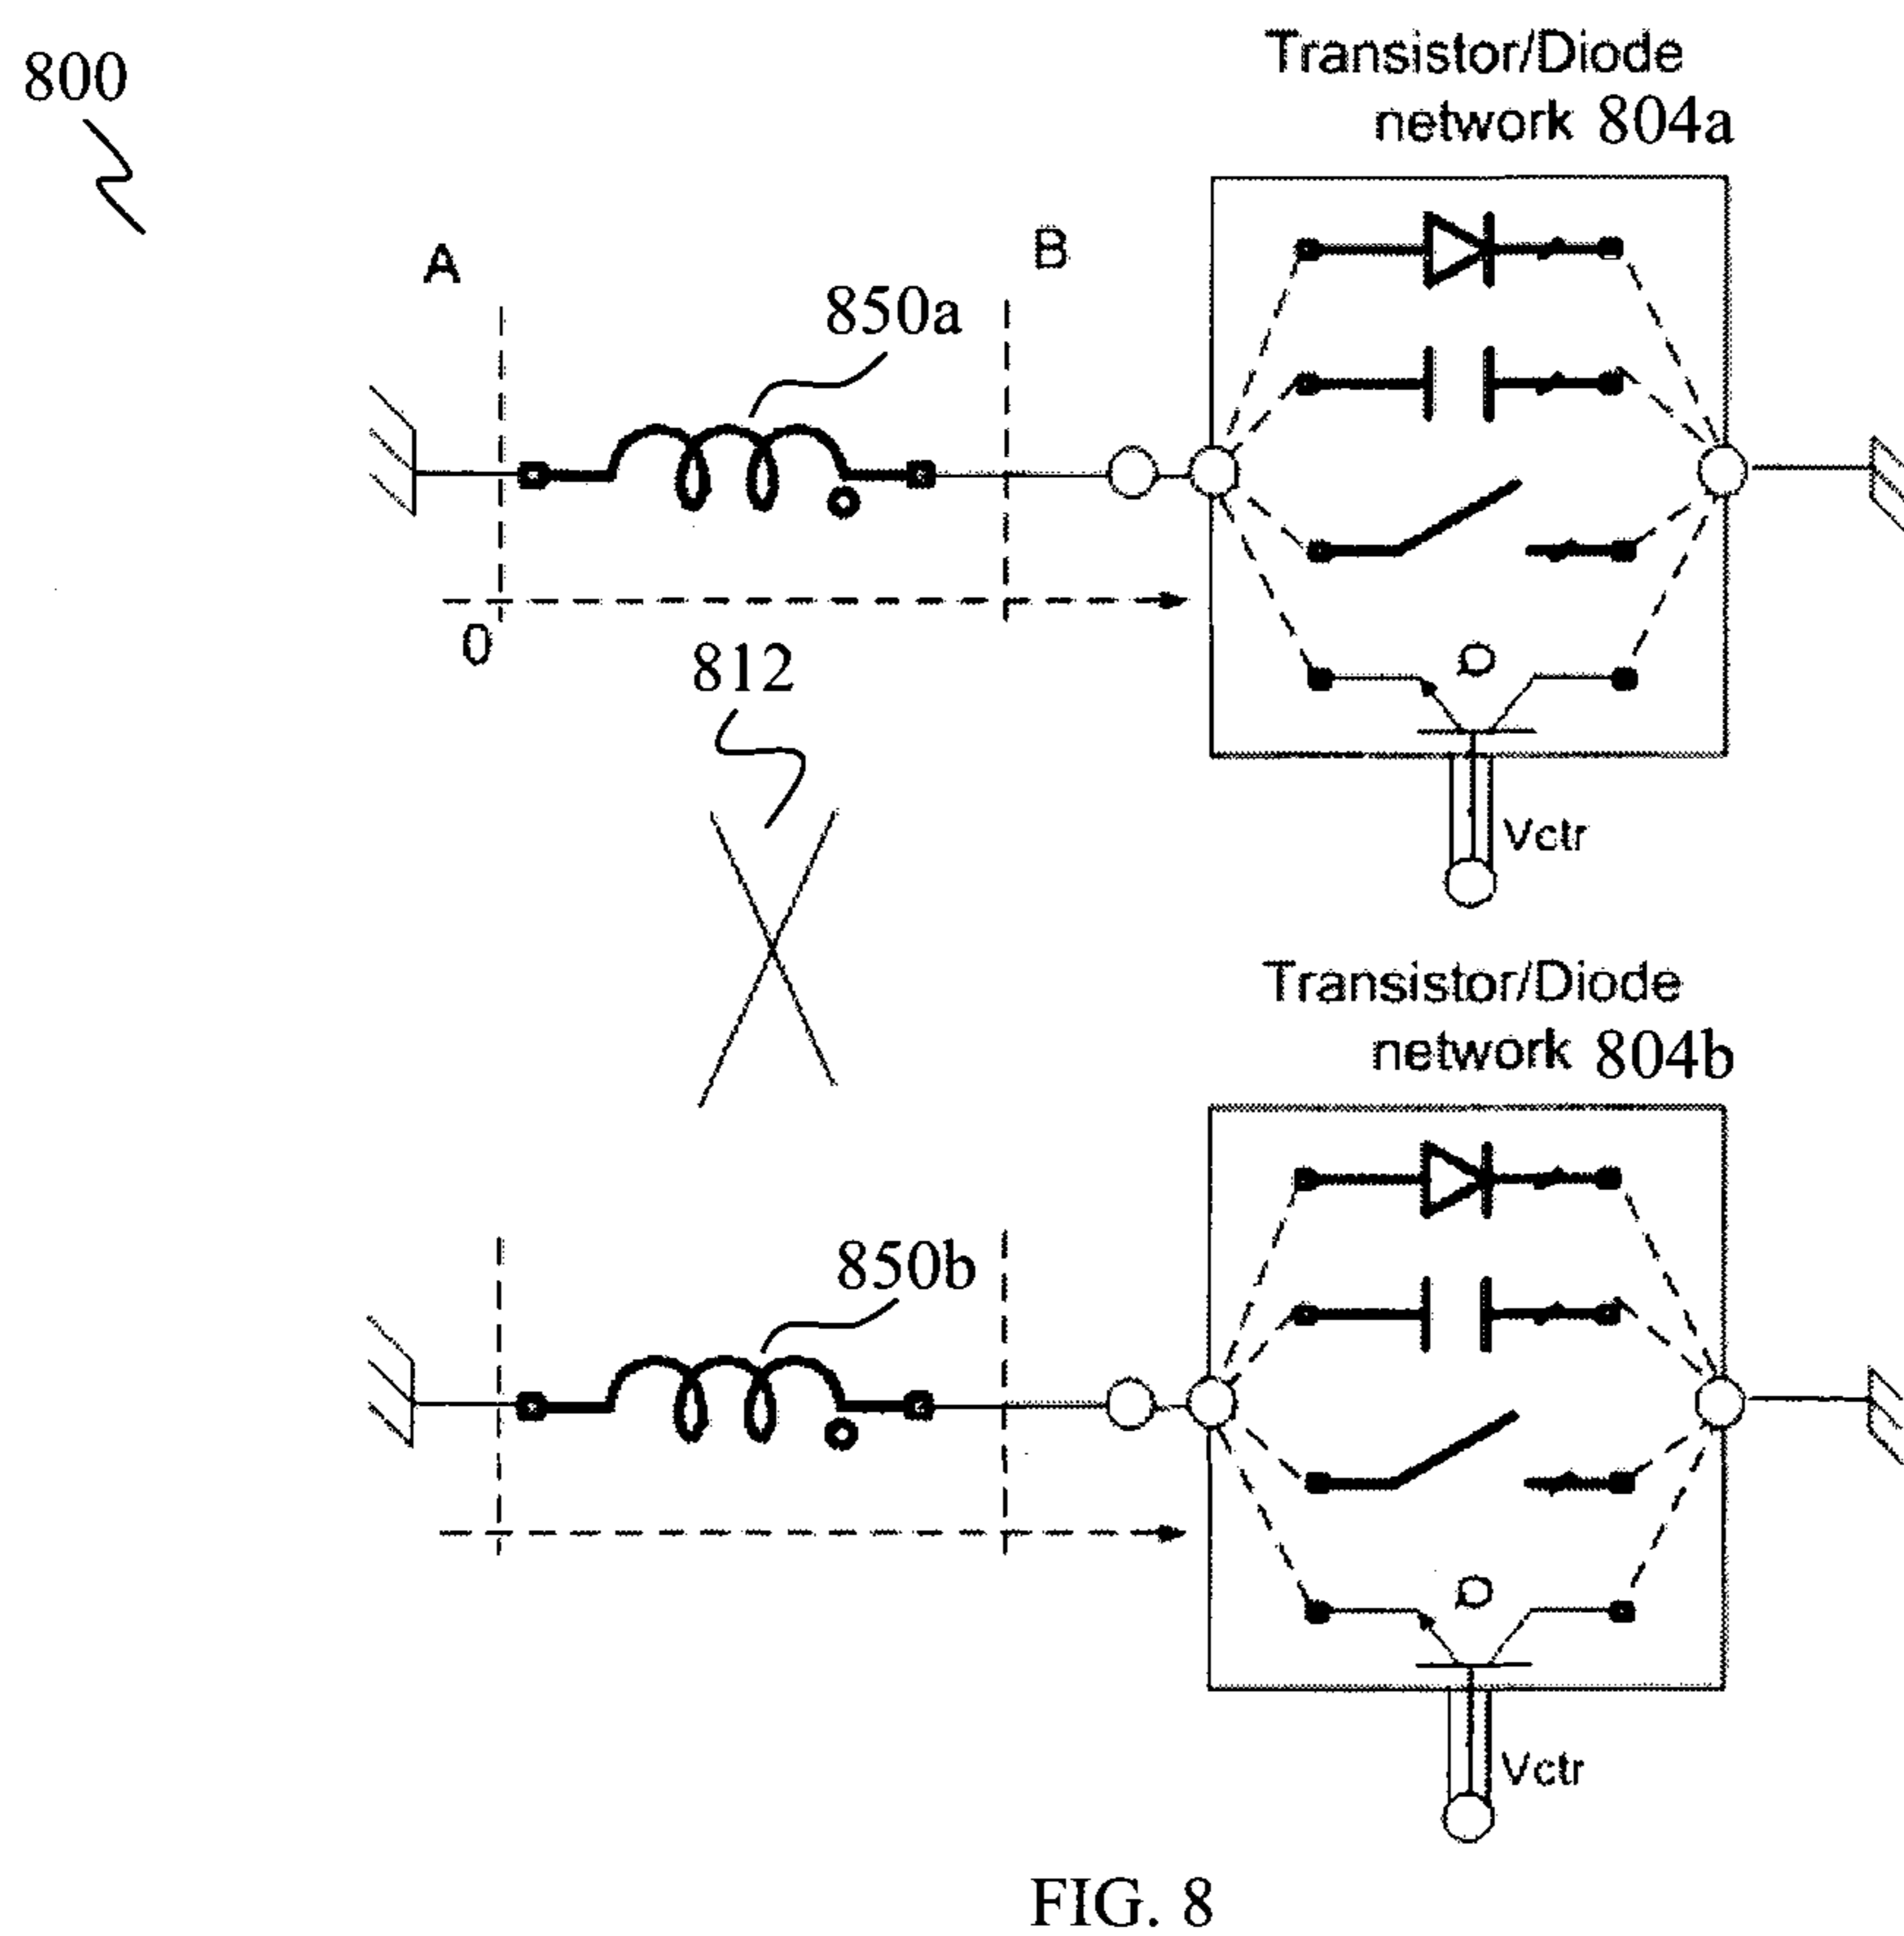 800
Transistor/Diode
network 804a
A
B
850a
0
812
Q
Vctr
Transistor/Diode
network 804b
850b
Q
Vctr
FIG. 8